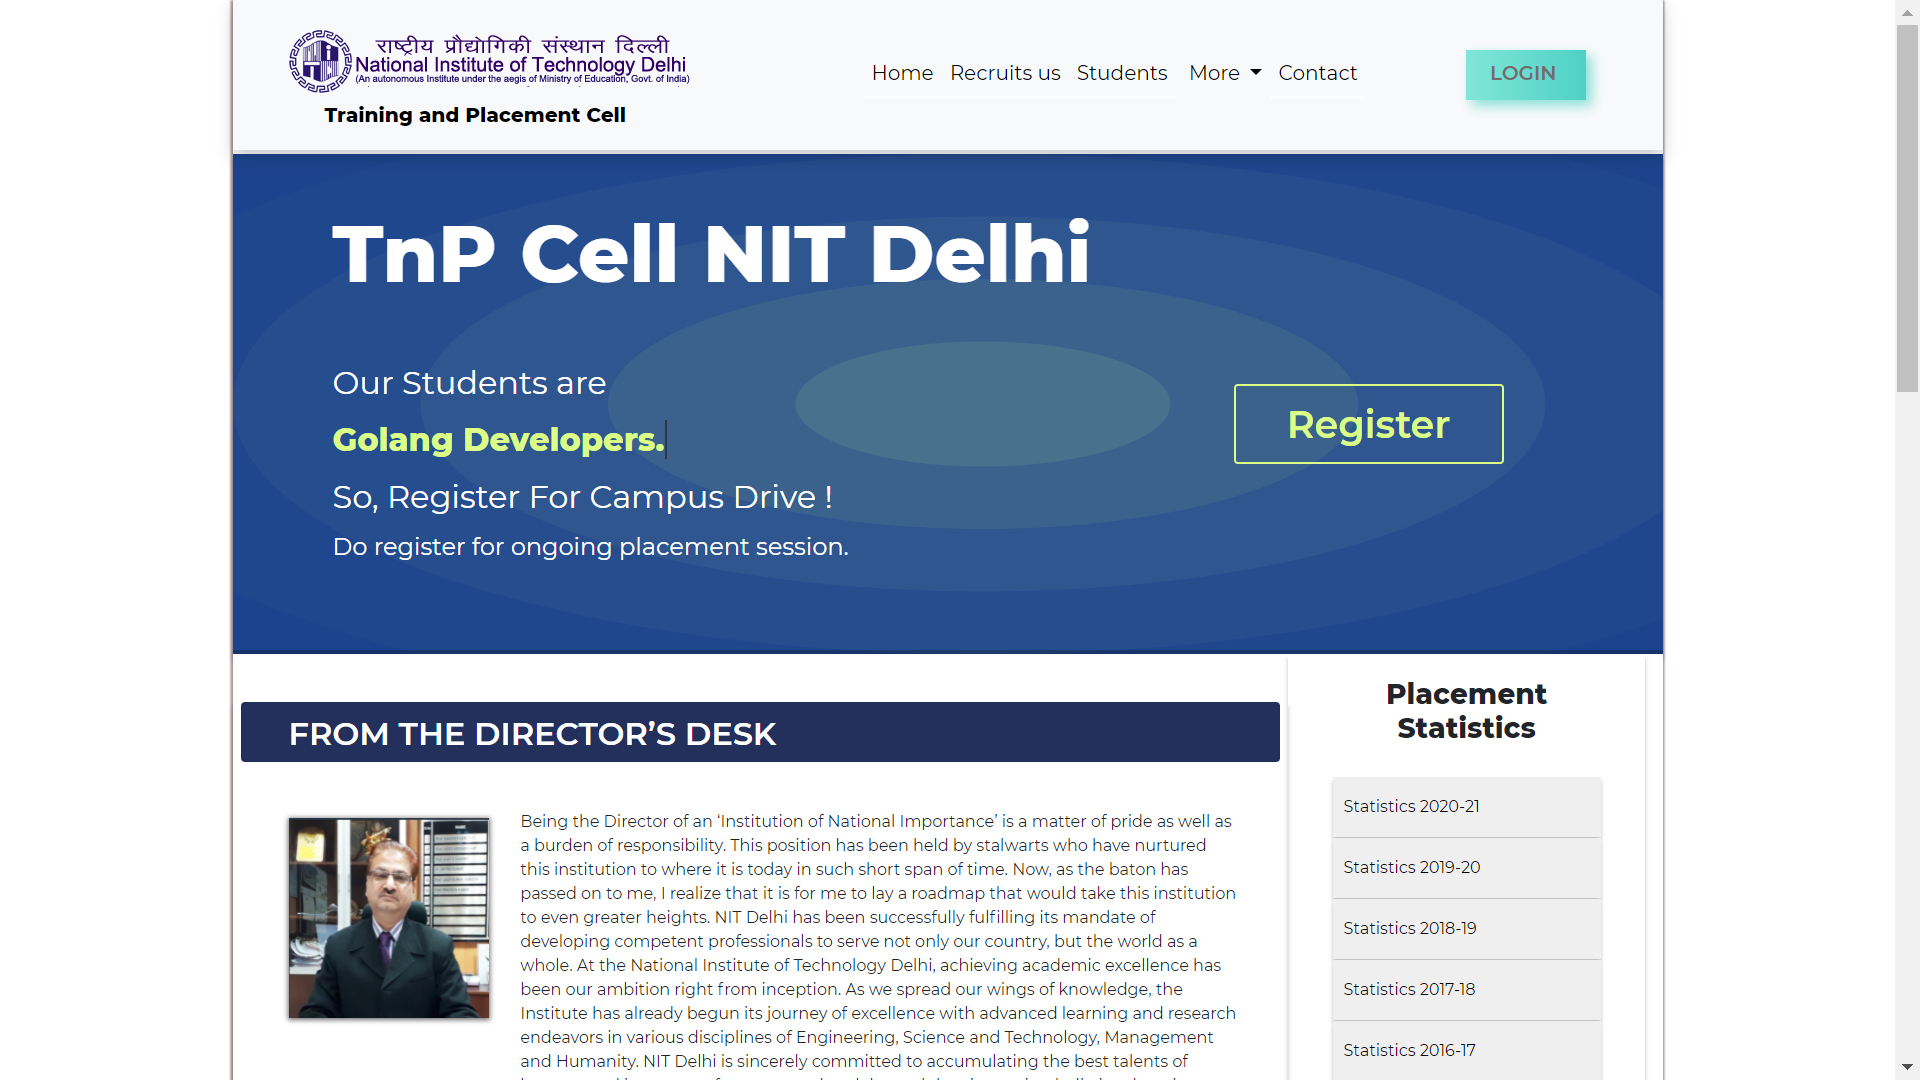 राष्ट्रीय प्रौद्योगिकी संस्थान दिल्ली
National Institute of Technology Delhi
(An autonomous Institute under the aegis of Ministry of Education, Govt. of India)
Training and Placement Cell
Home Recruits us Students More Contact
LOGIN
TnP Cell NIT Delhi
Our Students are
Golang Developers.
So, Register For Campus Drive !
Do register for ongoing placement session.
Register
FROM THE DIRECTOR’S DESK
Being the Director of an ‘Institution of National Importance’ is a matter of pride as well as
a burden of responsibility. This position has been held by stalwarts who have nurtured
this institution to where it is today in such short span of time. Now, as the baton has
passed on to me, I realize that it is for me to lay a roadmap that would take this institution
to even greater heights. NIT Delhi has been successfully fulfilling its mandate of
developing competent professionals to serve not only our country, but the world as a
whole. At the National Institute of Technology Delhi, achieving academic excellence has
been our ambition right from inception. As we spread our wings of knowledge, the
Institute has already begun its journey of excellence with advanced learning and research
endeavors in various disciplines of Engineering, Science and Technology, Management
and Humanity. NIT Delhi is sincerely committed to accumulating the best talents of
Placement
Statistics
Statistics 2020-21
Statistics 2019-20
Statistics 2018-19
Statistics 2017-18
Statistics 2016-17